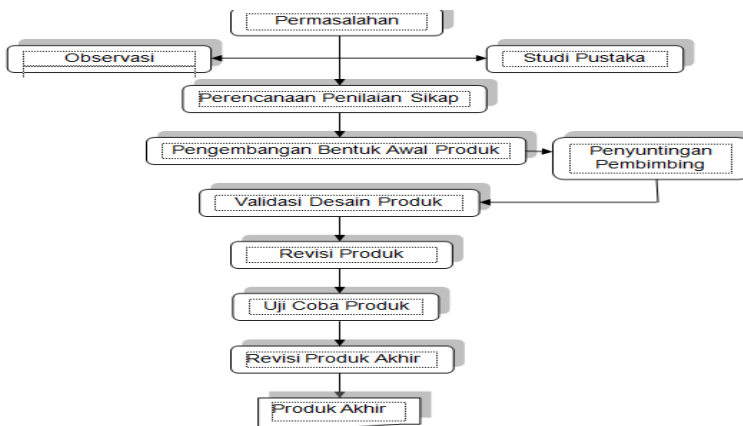 Permasalahan
Observasi
Studi Pustaka
Perencanaan Penilaian Sikap
Pengembangan Bentuk Awal Produk
Penyuntingan
Pembimbing
Validasi Desain Produk
Revisi Produk
Uji Coba Produk
Revisi Produk Akhir
Produk Akhir